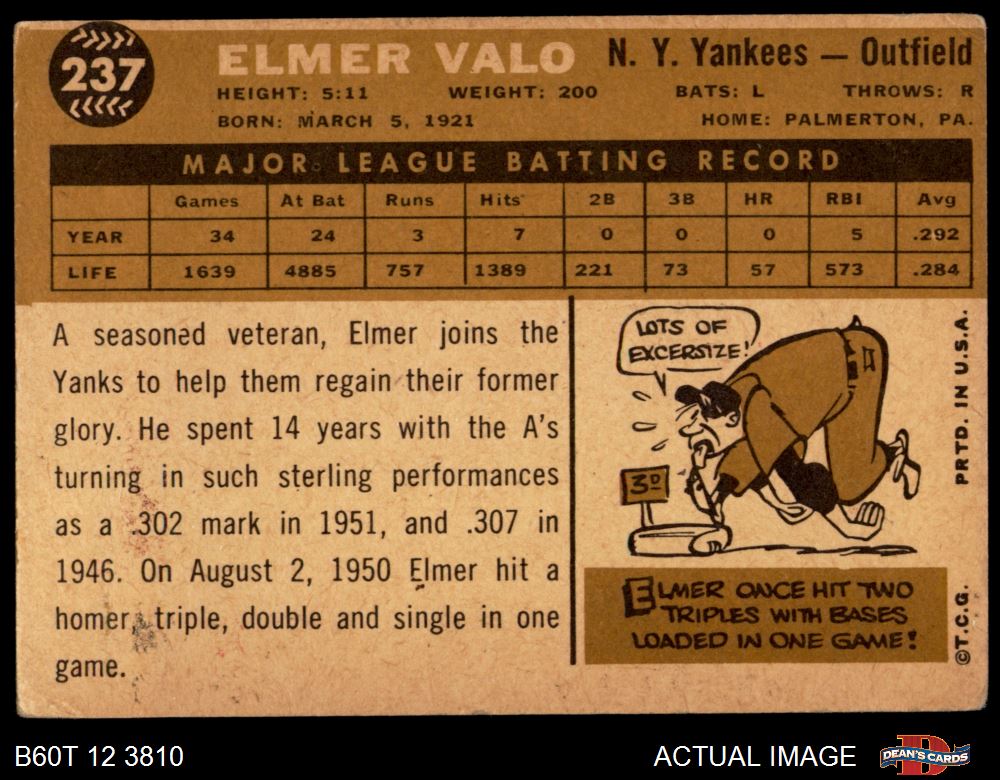 237
ELMER VALO N. Y. Yankees — Outfield
HEIGHT: 5:11 WEIGHT: 200 BATS: L THROWS: R
BORN: MARCH 5, 1921 HOME: PALMERTON, PA.
MAJOR LEAGUE BATTING RECORD
Games At Bat Runs Hits 2B 3B HR RBI Avg
YEAR 34 24 3 7 0 0 0 5 .292
LIFE 1639 4885 757 1389 221 73 57 573 .284
A seasoned veteran, Elmer joins the
Yanks to help them regain their former
glory. He spent 14 years with the A's
turning in such sterling performances
as a .302 mark in 1951, and .307 in
1946. On August 2, 1950 Elmer hit a
homer, triple, double and single in one
game.
LOTS OF
EXCERSIZE!
3D
ELMER ONCE HIT TWO
TRIPLES WITH BASES
LOADED IN ONE GAME!
PRTD. IN U.S.A.
©T.C.G.
B60T 12 3810 ACTUAL IMAGE DEAN'S CARDS